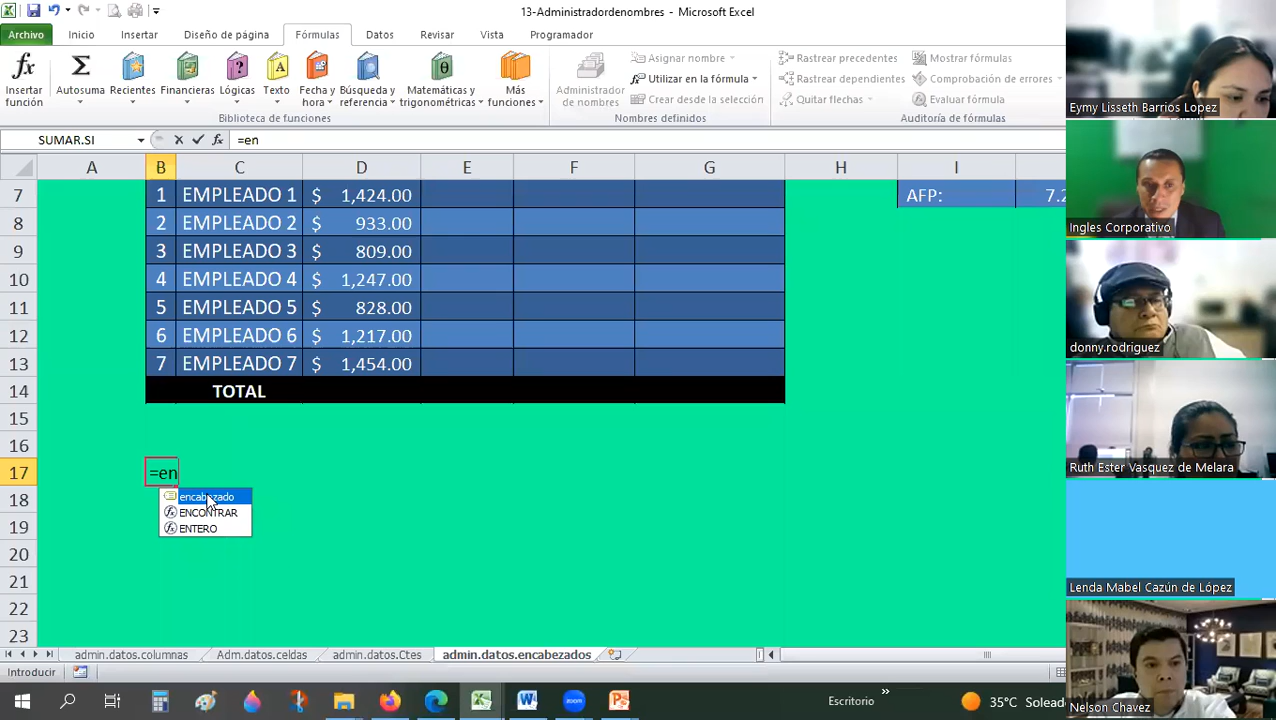 13-Administradordenombres - Microsoft Excel
Archivo Inicio Insertar Diseño de página Fórmulas Datos Revisar Vista Programador
Insertar función
Autosuma
Recientes
Financieras
Lógicas
Texto
Fecha y hora
Búsqueda y referencia
Matemáticas y trigonométricas
Más funciones
Biblioteca de funciones
Administrador de nombres
Asignar nombre
Utilizar en la fórmula
Crear desde la selección
Nombres definidos
Rastrear precedentes
Rastrear dependientes
Quitar flechas
Mostrar fórmulas
Comprobación de errores
Evaluar fórmula
Auditoría de fórmulas
SUMAR.SI fx =en
A B C D E F G H I
7 1 EMPLEADO 1 $ 1,424.00 AFP: 7.2
8 2 EMPLEADO 2 $ 933.00
9 3 EMPLEADO 3 $ 809.00
10 4 EMPLEADO 4 $ 1,247.00
11 5 EMPLEADO 5 $ 828.00
12 6 EMPLEADO 6 $ 1,217.00
13 7 EMPLEADO 7 $ 1,454.00
14 TOTAL
15
16
17 =en
18 encabezado
ENCONTRAR
19 ENTERO
20
21
22
23
admin.datos.columnas Adm.datos.celdas admin.datos.Ctes admin.datos.encabezados
Introducir
Escritorio » 35°C Soleado
Eymy Lisseth Barrios Lopez
Ingles Corporativo
donny.rodriguez
Ruth Ester Vasquez de Melara
Lenda Mabel Cazún de López
Nelson Chavez